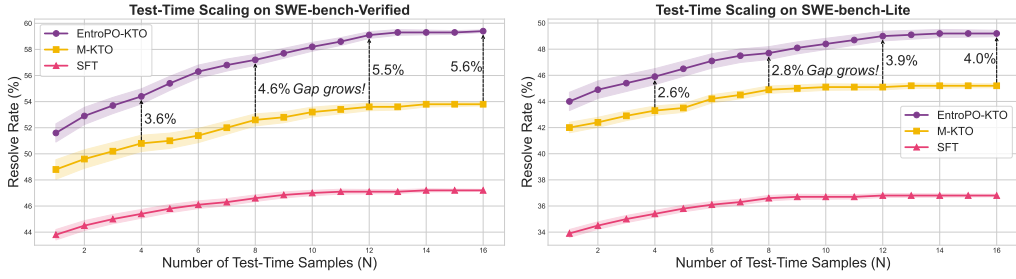 Test-Time Scaling on SWE-bench-Verified
Resolve Rate (%)
60
58
56
54
52
50
48
46
44
EntroPO-KTO
M-KTO
SFT
3.6%
4.6% Gap grows!
5.5%
5.6%
2
4
6
8
10
12
14
16
Number of Test-Time Samples (N)
Test-Time Scaling on SWE-bench-Lite
Resolve Rate (%)
50
48
46
44
42
40
38
36
34
2.6%
2.8% Gap grows!
3.9%
4.0%
EntroPO-KTO
M-KTO
SFT
2
4
6
8
10
12
14
16
Number of Test-Time Samples (N)